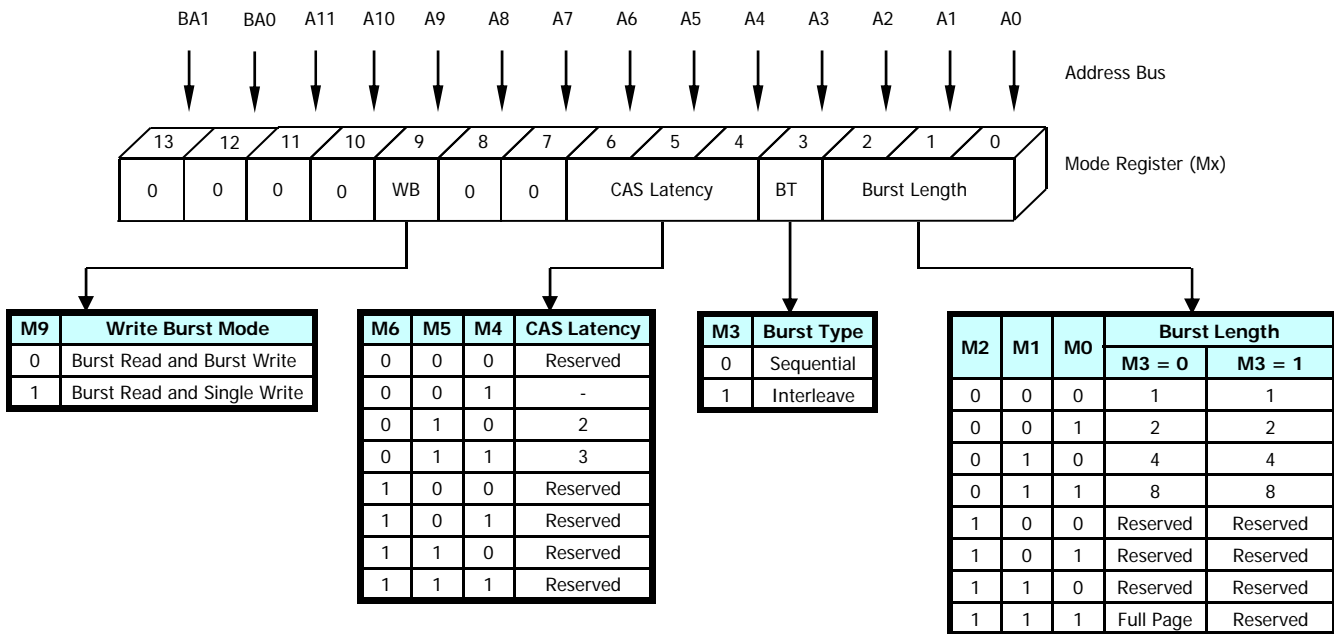 BA1 BA0 A11 A10 A9 A8 A7 A6 A5 A4 A3 A2 A1 A0
Address Bus
13 12 11 10 9 8 7 6 5 4 3 2 1 0
Mode Register (Mx)
0 0 0 0 WB 0 0 CAS Latency BT Burst Length
M9 Write Burst Mode
0 Burst Read and Burst Write
1 Burst Read and Single Write
M6 M5 M4 CAS Latency
0 0 0 Reserved
0 0 1 -
0 1 0 2
0 1 1 3
1 0 0 Reserved
1 0 1 Reserved
1 1 0 Reserved
1 1 1 Reserved
M3 Burst Type
0 Sequential
1 Interleave
M2 M1 M0 Burst Length
M3 = 0 M3 = 1
0 0 0 1 1
0 0 1 2 2
0 1 0 4 4
0 1 1 8 8
1 0 0 Reserved Reserved
1 0 1 Reserved Reserved
1 1 0 Reserved Reserved
1 1 1 Full Page Reserved